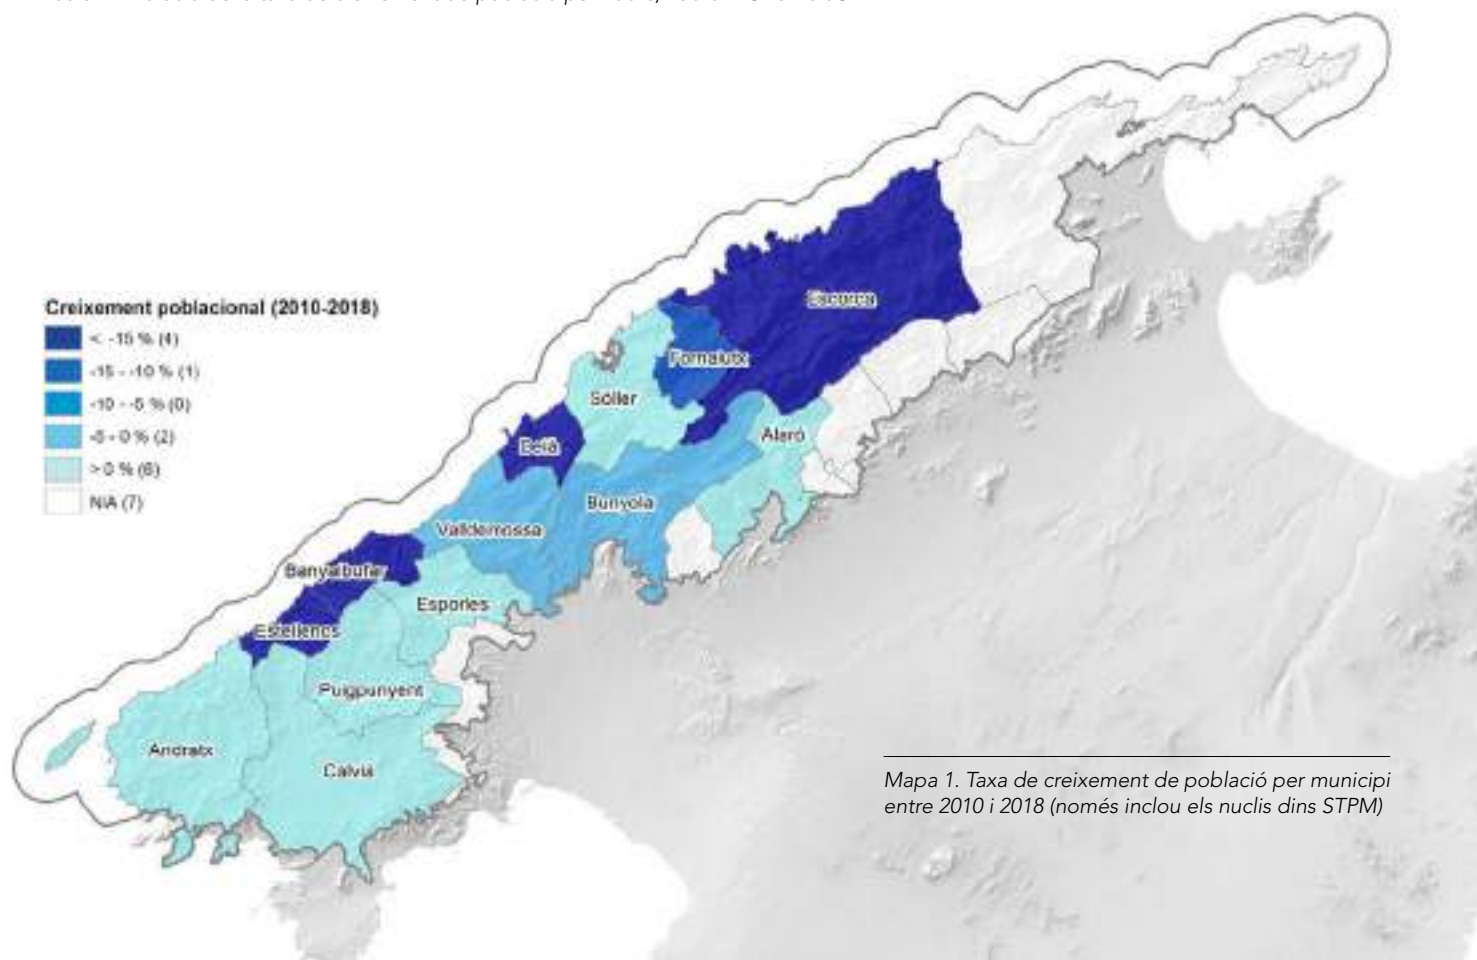 Creixement poblacional (2010-2018)
< -15 % (4)
-15 - -10 % (1)
-10 - -5 % (0)
-5 - 0 % (2)
> 0 % (6)
N/A (7)
Escorca
Fornalutx
Sóller
Alaró
Deià
Bunyola
Valldemossa
Banyalbufar
Esporles
Estellencs
Puigpunyent
Andratx
Calvià
Mapa 1. Taxa de creixement de població per municipi
entre 2010 i 2018 (només inclou els nuclis dins STPM)